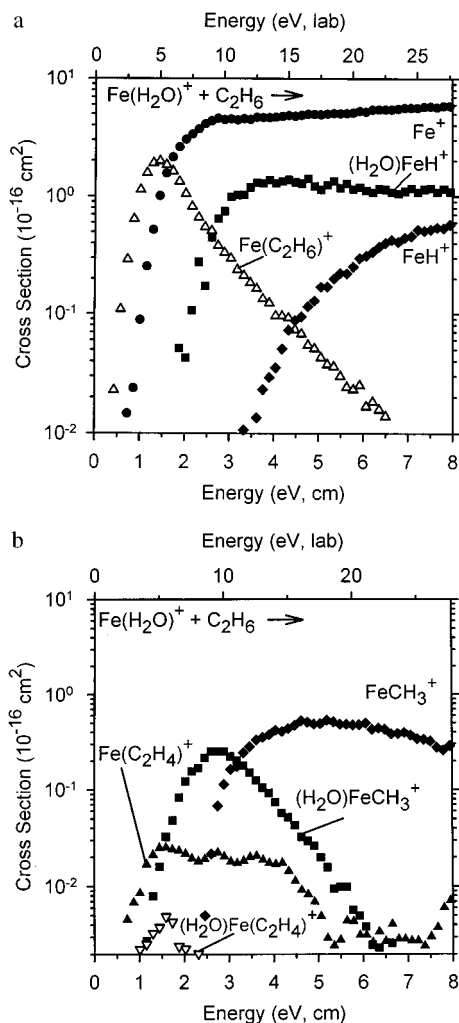 a
Energy (eV, lab)
0 5 10 15 20 25
Fe(H₂O)⁺ + C₂H₆ →
Fe⁺
(H₂O)FeH⁺
Fe(C₂H₆)⁺
FeH⁺
Cross Section (10⁻¹⁶ cm²)
10¹
10⁰
10⁻¹
10⁻²
0 1 2 3 4 5 6 7 8
Energy (eV, cm)
b
Energy (eV, lab)
0 10 20
Fe(H₂O)⁺ + C₂H₆ →
FeCH₃⁺
Fe(C₂H₄)⁺
(H₂O)FeCH₃⁺
(H₂O)Fe(C₂H₄)⁺
Cross Section (10⁻¹⁶ cm²)
10¹
10⁰
10⁻¹
10⁻²
0 1 2 3 4 5 6 7 8
Energy (eV, cm)